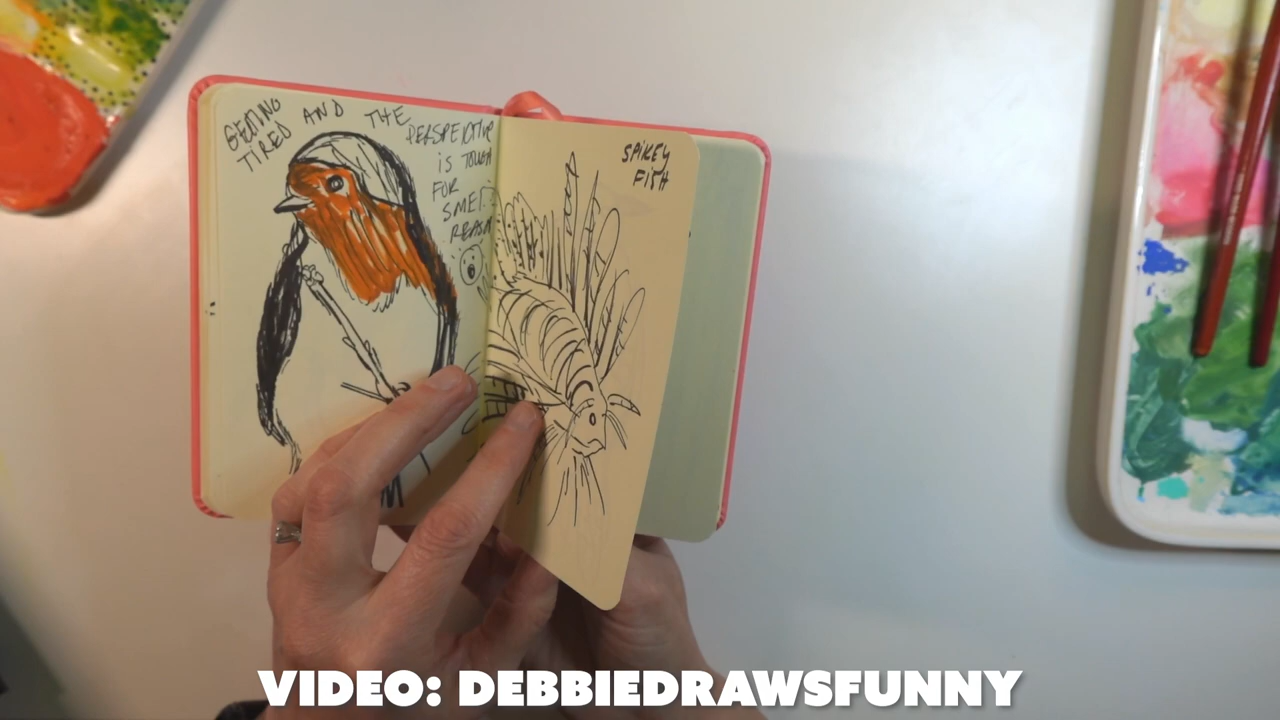 GETTING
TIRED AND THE
PERSPECTIVE
IS TOUGH
FOR
SOME
REASON
SPIKEY
FISH
VIDEO: DEBBIEDRAWSFUNNY